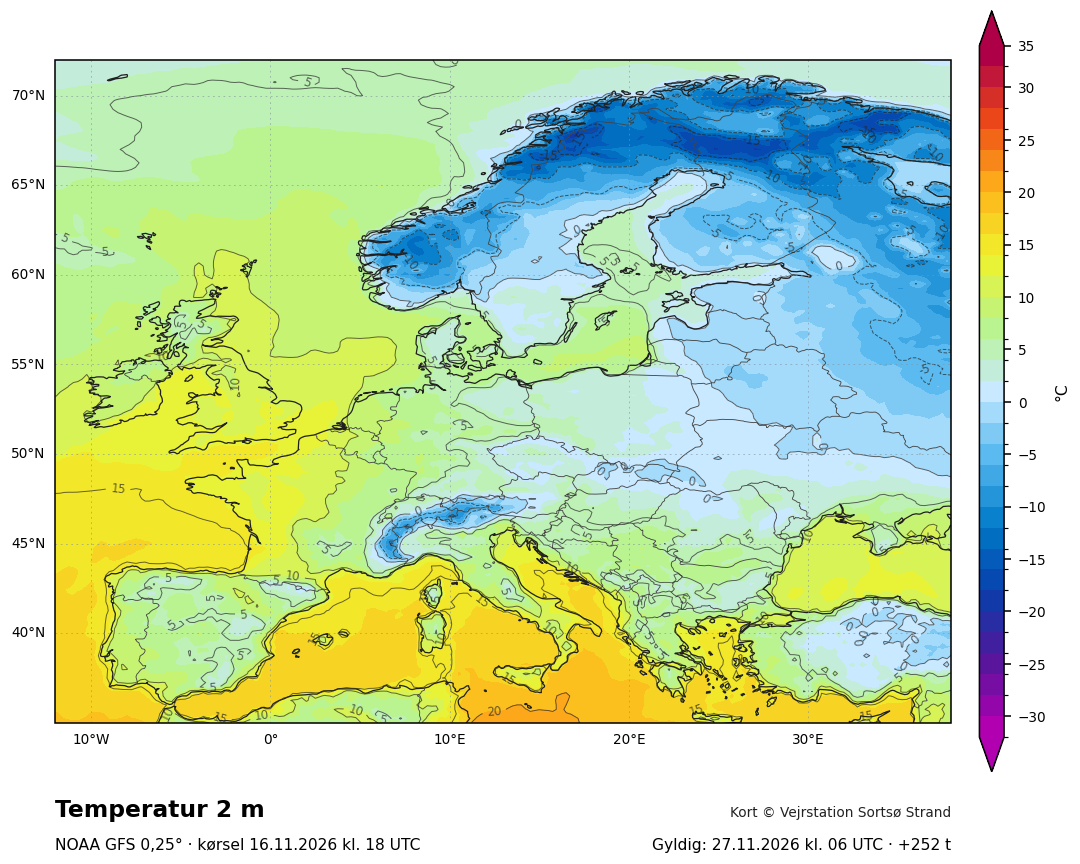 70°N
65°N
60°N
55°N
50°N
45°N
40°N
10°W
0°
10°E
20°E
30°E
35
30
25
20
15
10
5
0
−5
−10
−15
−20
−25
−30
°C
Temperatur 2 m
Kort © Vejrstation Sortsø Strand
NOAA GFS 0,25° · kørsel 16.11.2026 kl. 18 UTC
Gyldig: 27.11.2026 kl. 06 UTC · +252 t